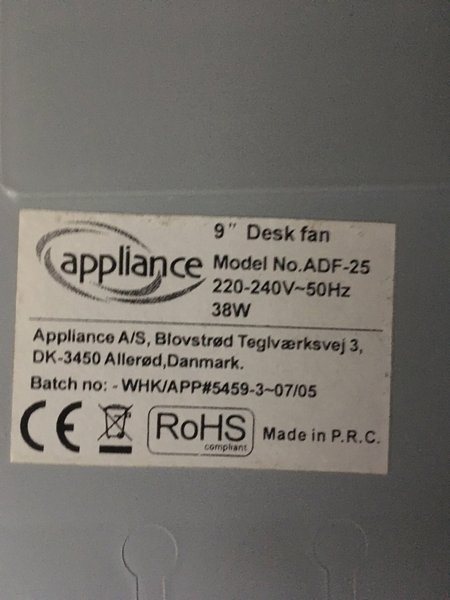 appliance
9" Desk fan
Model No.ADF-25
220-240V~50Hz
38W
Appliance A/S, Blovstrød Teglværksvej 3,
DK-3450 Allerød,Danmark.
Batch no: - WHK/APP#5459-3~07/05
CE
RoHS
compliant
Made in P.R.C.